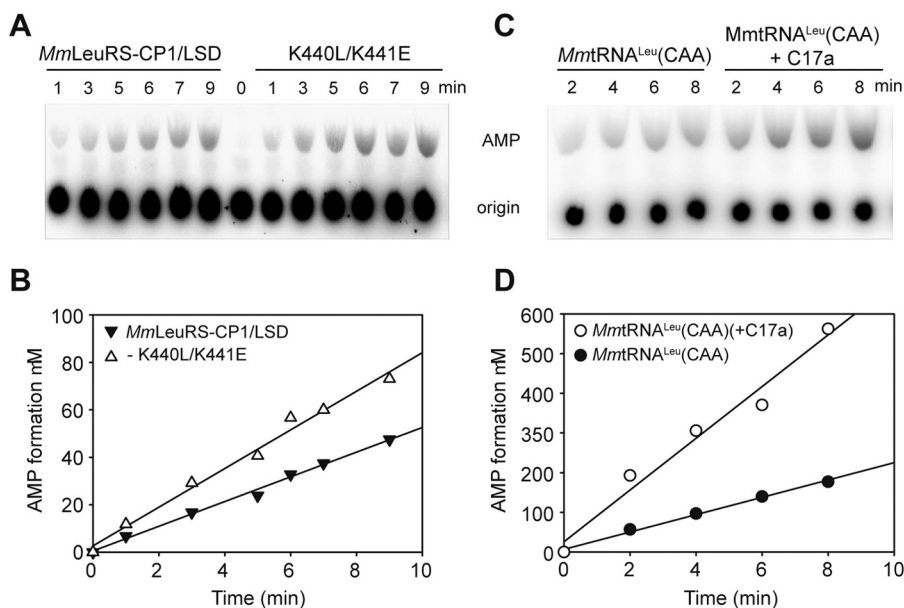 A
MmLeuRS-CP1/LSD K440L/K441E
1 3 5 6 7 9 0 1 3 5 6 7 9 min
C
MmtRNALeu(CAA) MmtRNALeu(CAA) + C17a
2 4 6 8 2 4 6 8
AMP
origin
B
AMP formation mM
100
80
60
40
20
0
MmLeuRS-CP1/LSD
- K440L/K441E
0 2 4 6 8 10
Time (min)
D
AMP formation mM
600
500
350
350
200
100
0
MmtRNALeu(CAA)(+C17a)
MmtRNALeu(CAA)
0 2 4 6 8 10
Time (min)